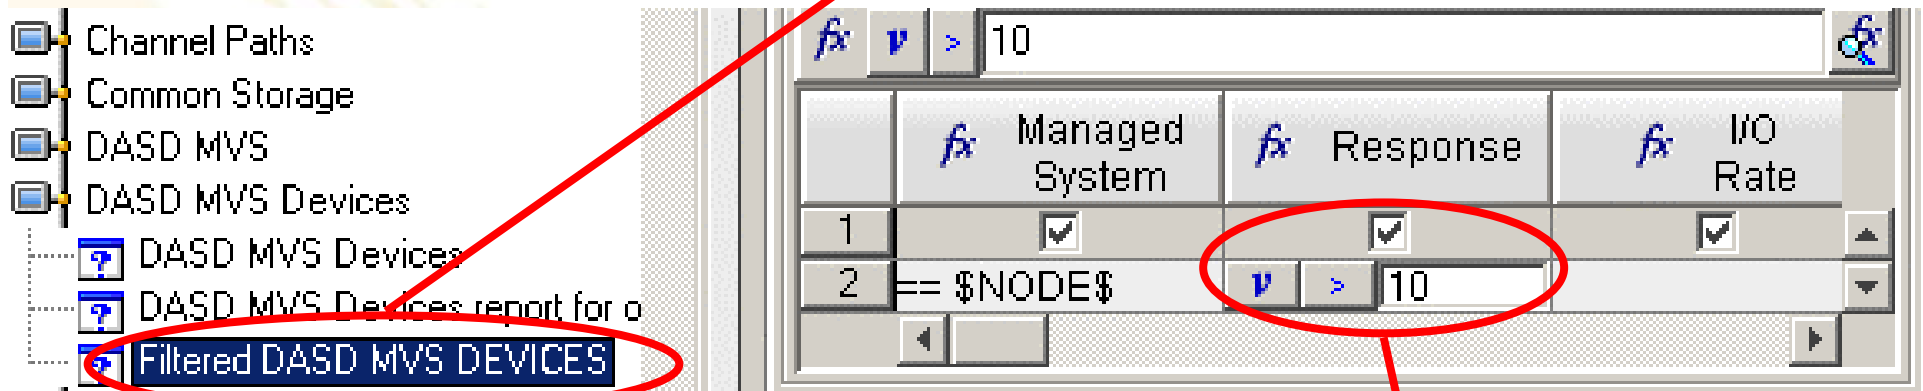 Channel Paths
Common Storage
DASD MVS
DASD MVS Devices
DASD MVS Devices
DASD MVS Devices report for o
Filtered DASD MVS DEVICES
fx v > 10
fx Managed System fx Response fx I/O Rate
1
2 == $NODE$ v > 10